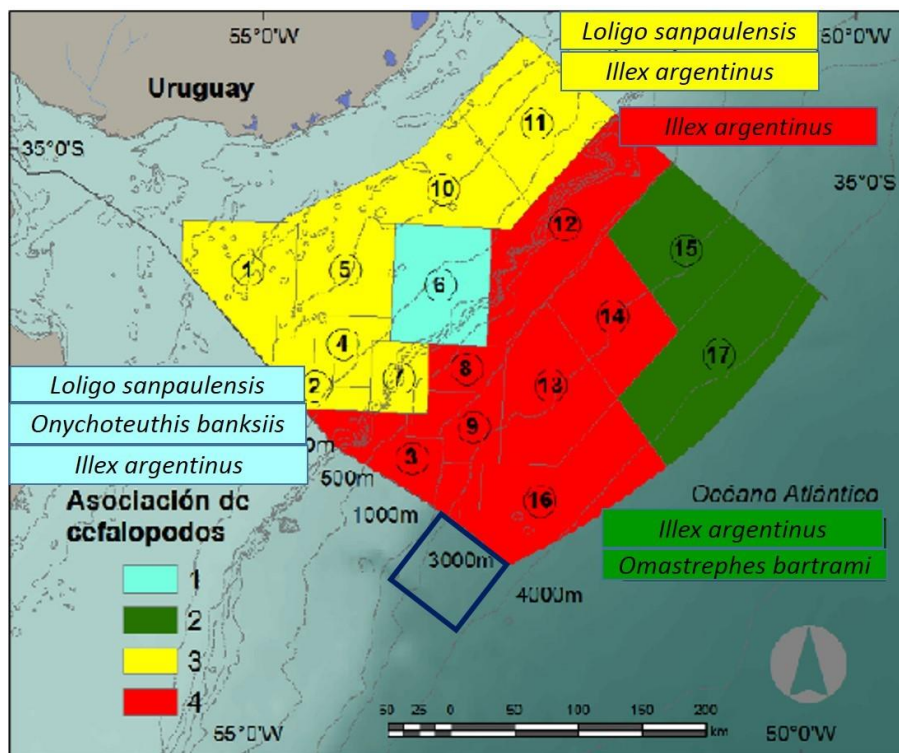 55°0'W
50°0'W
Loligo sanpaulensis
Illex argentinus
Uruguay
11
Illex argentinus
35°0'S
35°0'S
10
12
15
1
5
6
14
4
17
8
2
7
13
Loligo sanpaulensis
Onychoteuthis banksiis
Illex argentinus
9
3
500m
16
1000m
Océano Atlántico
Asociación de
cefalopodos
Illex argentinus
Omastrephes bartrami
3000m
4000m
1
2
3
4
50 25 0 50 100 150 200
km
55°0'W
50°0'W